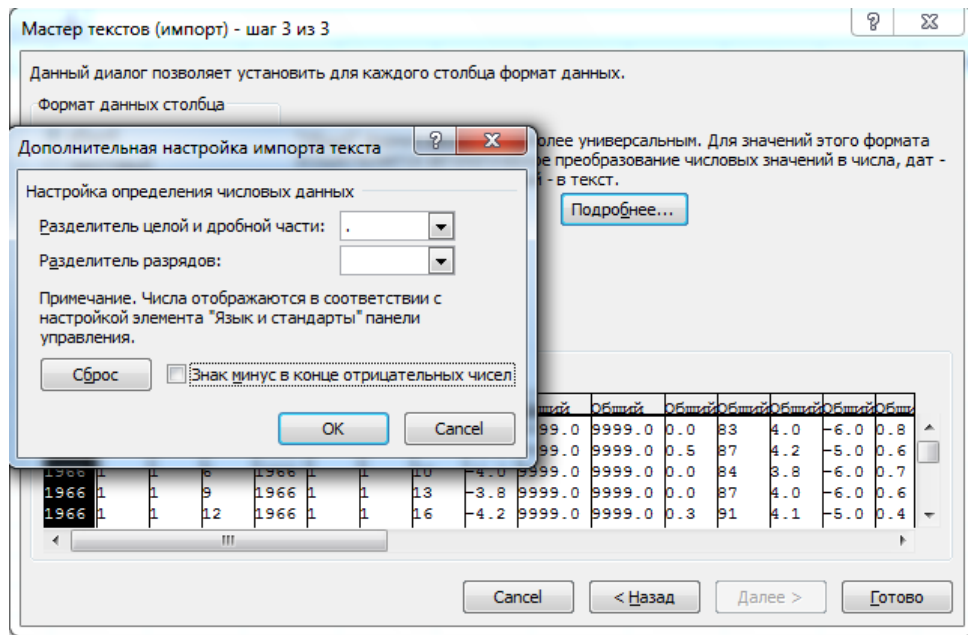 Мастер текстов (импорт) - шаг 3 из 3
Данный диалог позволяет установить для каждого столбца формат данных.
Формат данных столбца
Дополнительная настройка импорта текста
Настройка определения числовых данных
Разделитель целой и дробной части: .
Разделитель разрядов:
Примечание. Числа отображаются в соответствии с
настройкой элемента "Язык и стандарты" панели
управления.
Сброс
Знак минус в конце отрицательных чисел
OK Cancel
более универсальным. Для значений этого формата
преобразование числовых значений в числа, дат -
- в текст.
Подробнее...
Общий Общий Общий Общий Общий
99.0 9999.0 0.0 83 4.0 -6.0 0.8
99.0 9999.0 0.5 87 4.2 -5.0 0.6
1966 1 1 6 1966 1 1 10 -4.0 9999.0 9999.0 0.0 84 3.8 -6.0 0.7
1966 1 1 9 1966 1 1 13 -3.8 9999.0 9999.0 0.0 87 4.0 -6.0 0.6
1966 1 1 12 1966 1 1 16 -4.2 9999.0 9999.0 0.3 91 4.1 -5.0 0.4
Cancel < Назад Далее > Готово